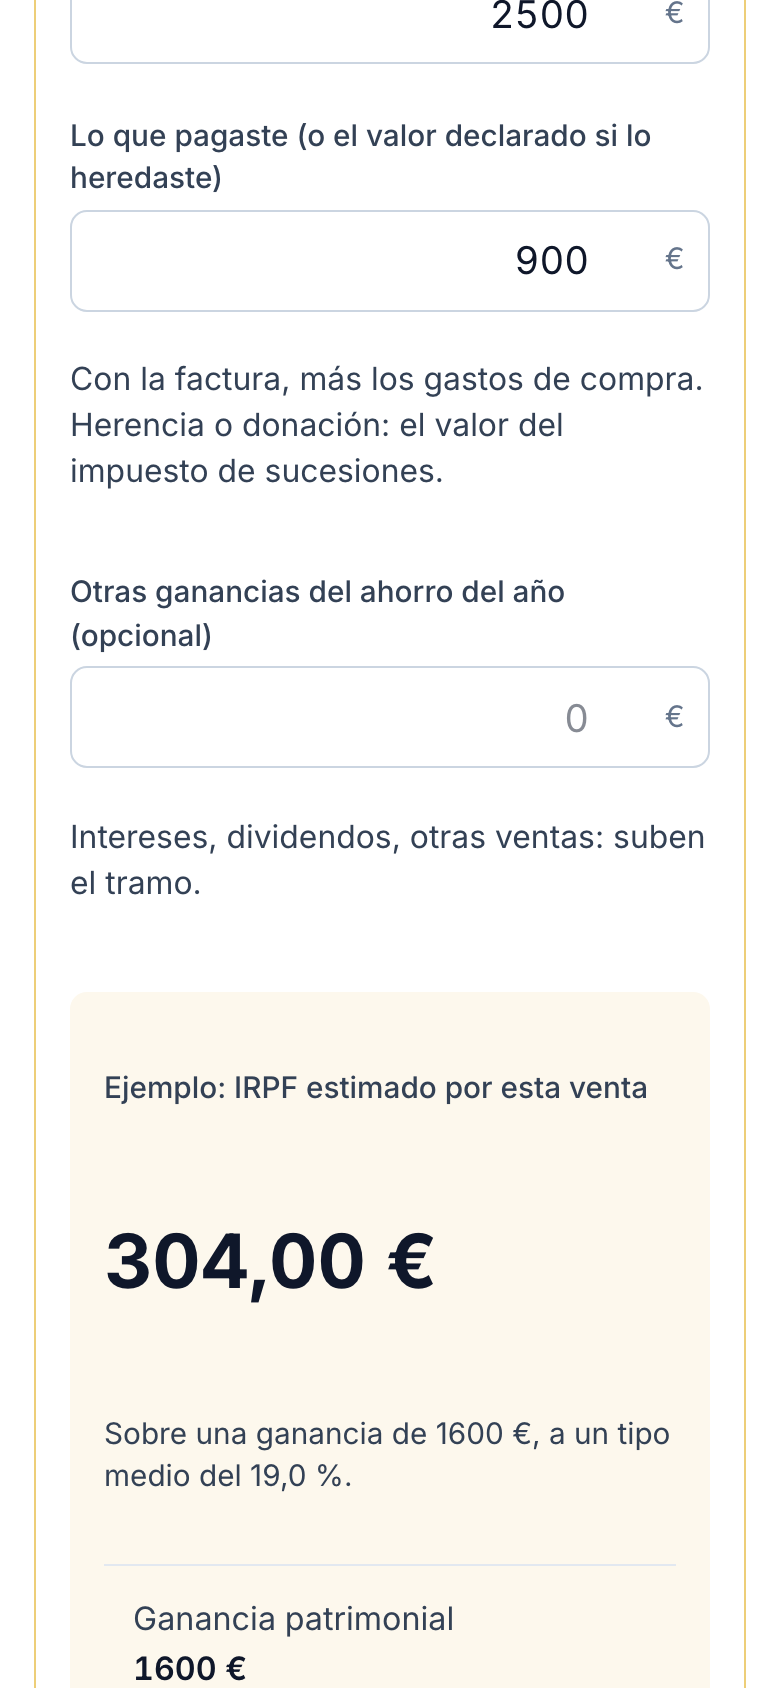 2500 €
Lo que pagaste (o el valor declarado si lo
heredaste)
900 €
Con la factura, más los gastos de compra.
Herencia o donación: el valor del
impuesto de sucesiones.
Otras ganancias del ahorro del año
(opcional)
0 €
Intereses, dividendos, otras ventas: suben
el tramo.
Ejemplo: IRPF estimado por esta venta
304,00 €
Sobre una ganancia de 1600 €, a un tipo
medio del 19,0 %.
Ganancia patrimonial
1600 €